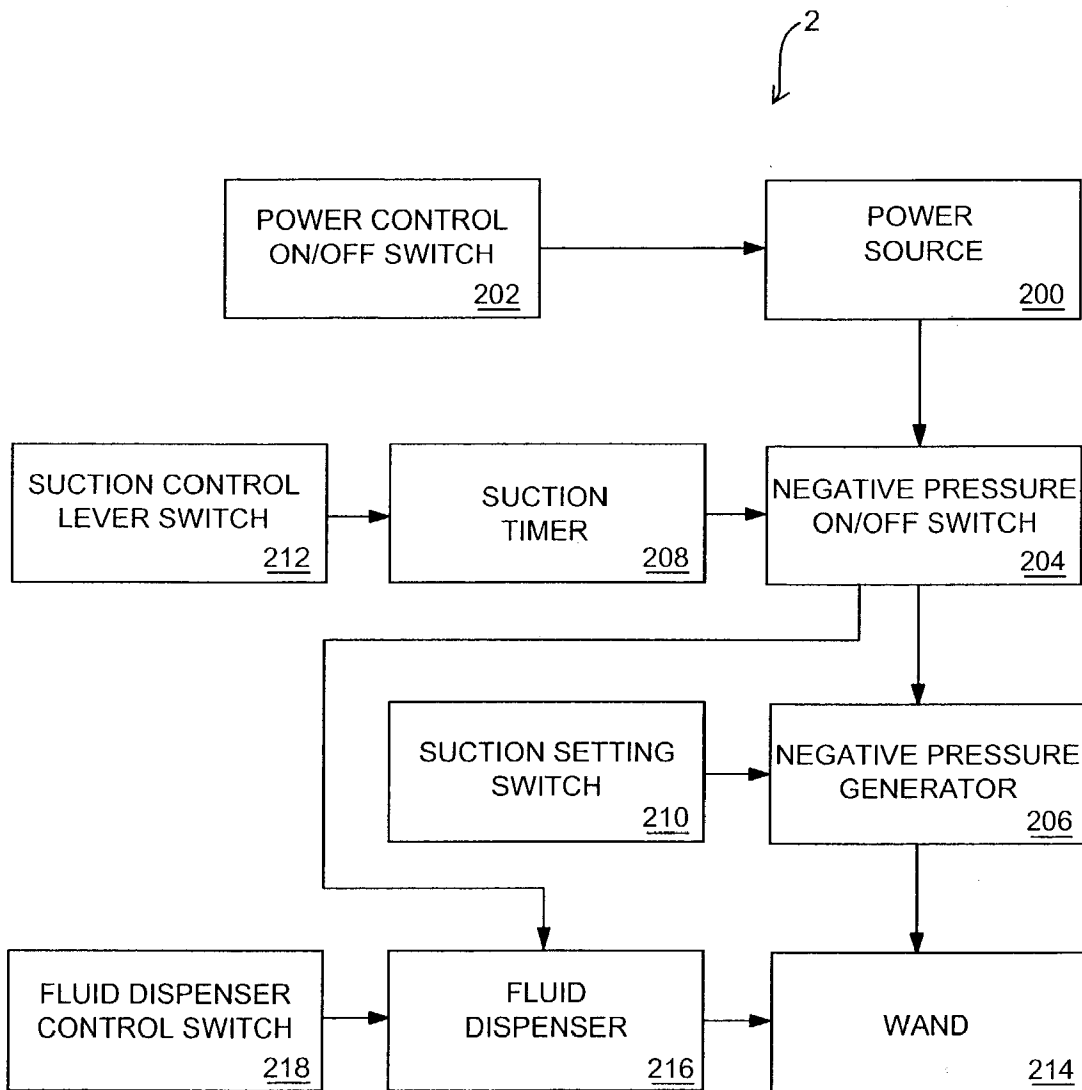 2
POWER CONTROL
ON/OFF SWITCH
202
POWER
SOURCE
200
SUCTION CONTROL
LEVER SWITCH
212
SUCTION
TIMER
208
NEGATIVE PRESSURE
ON/OFF SWITCH
204
SUCTION SETTING
SWITCH
210
NEGATIVE PRESSURE
GENERATOR
206
FLUID DISPENSER
CONTROL SWITCH
218
FLUID
DISPENSER
216
WAND
214